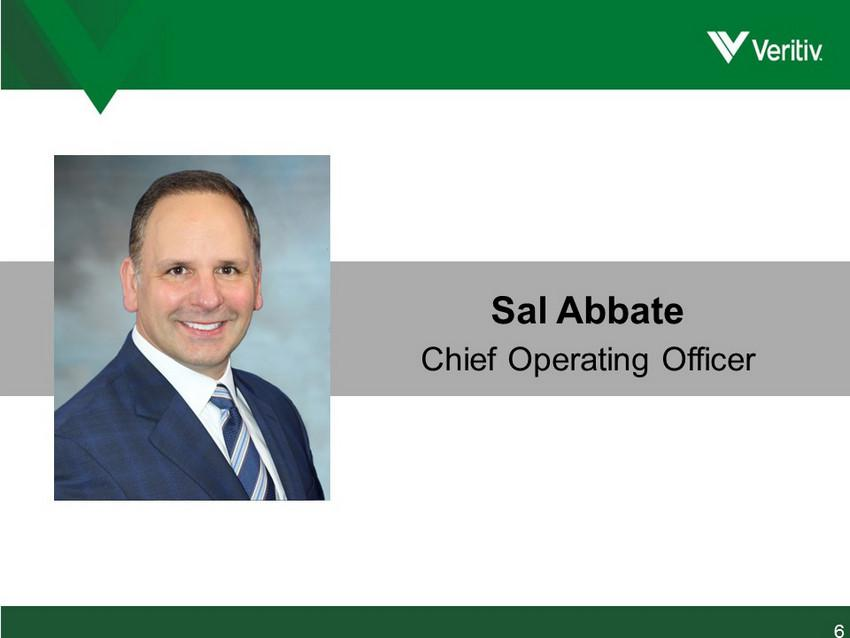 Veritiv.
Sal Abbate
Chief Operating Officer
6